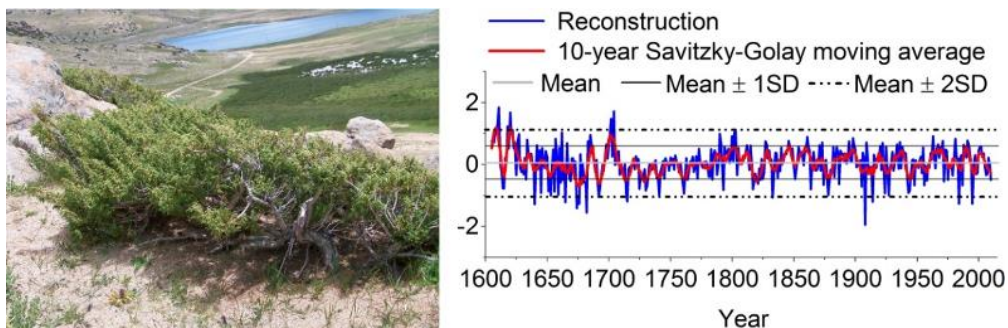 Reconstruction
10-year Savitzky-Golay moving average
Mean Mean ± 1SD Mean ± 2SD
2
0
-2
1600 1650 1700 1750 1800 1850 1900 1950 2000
Year